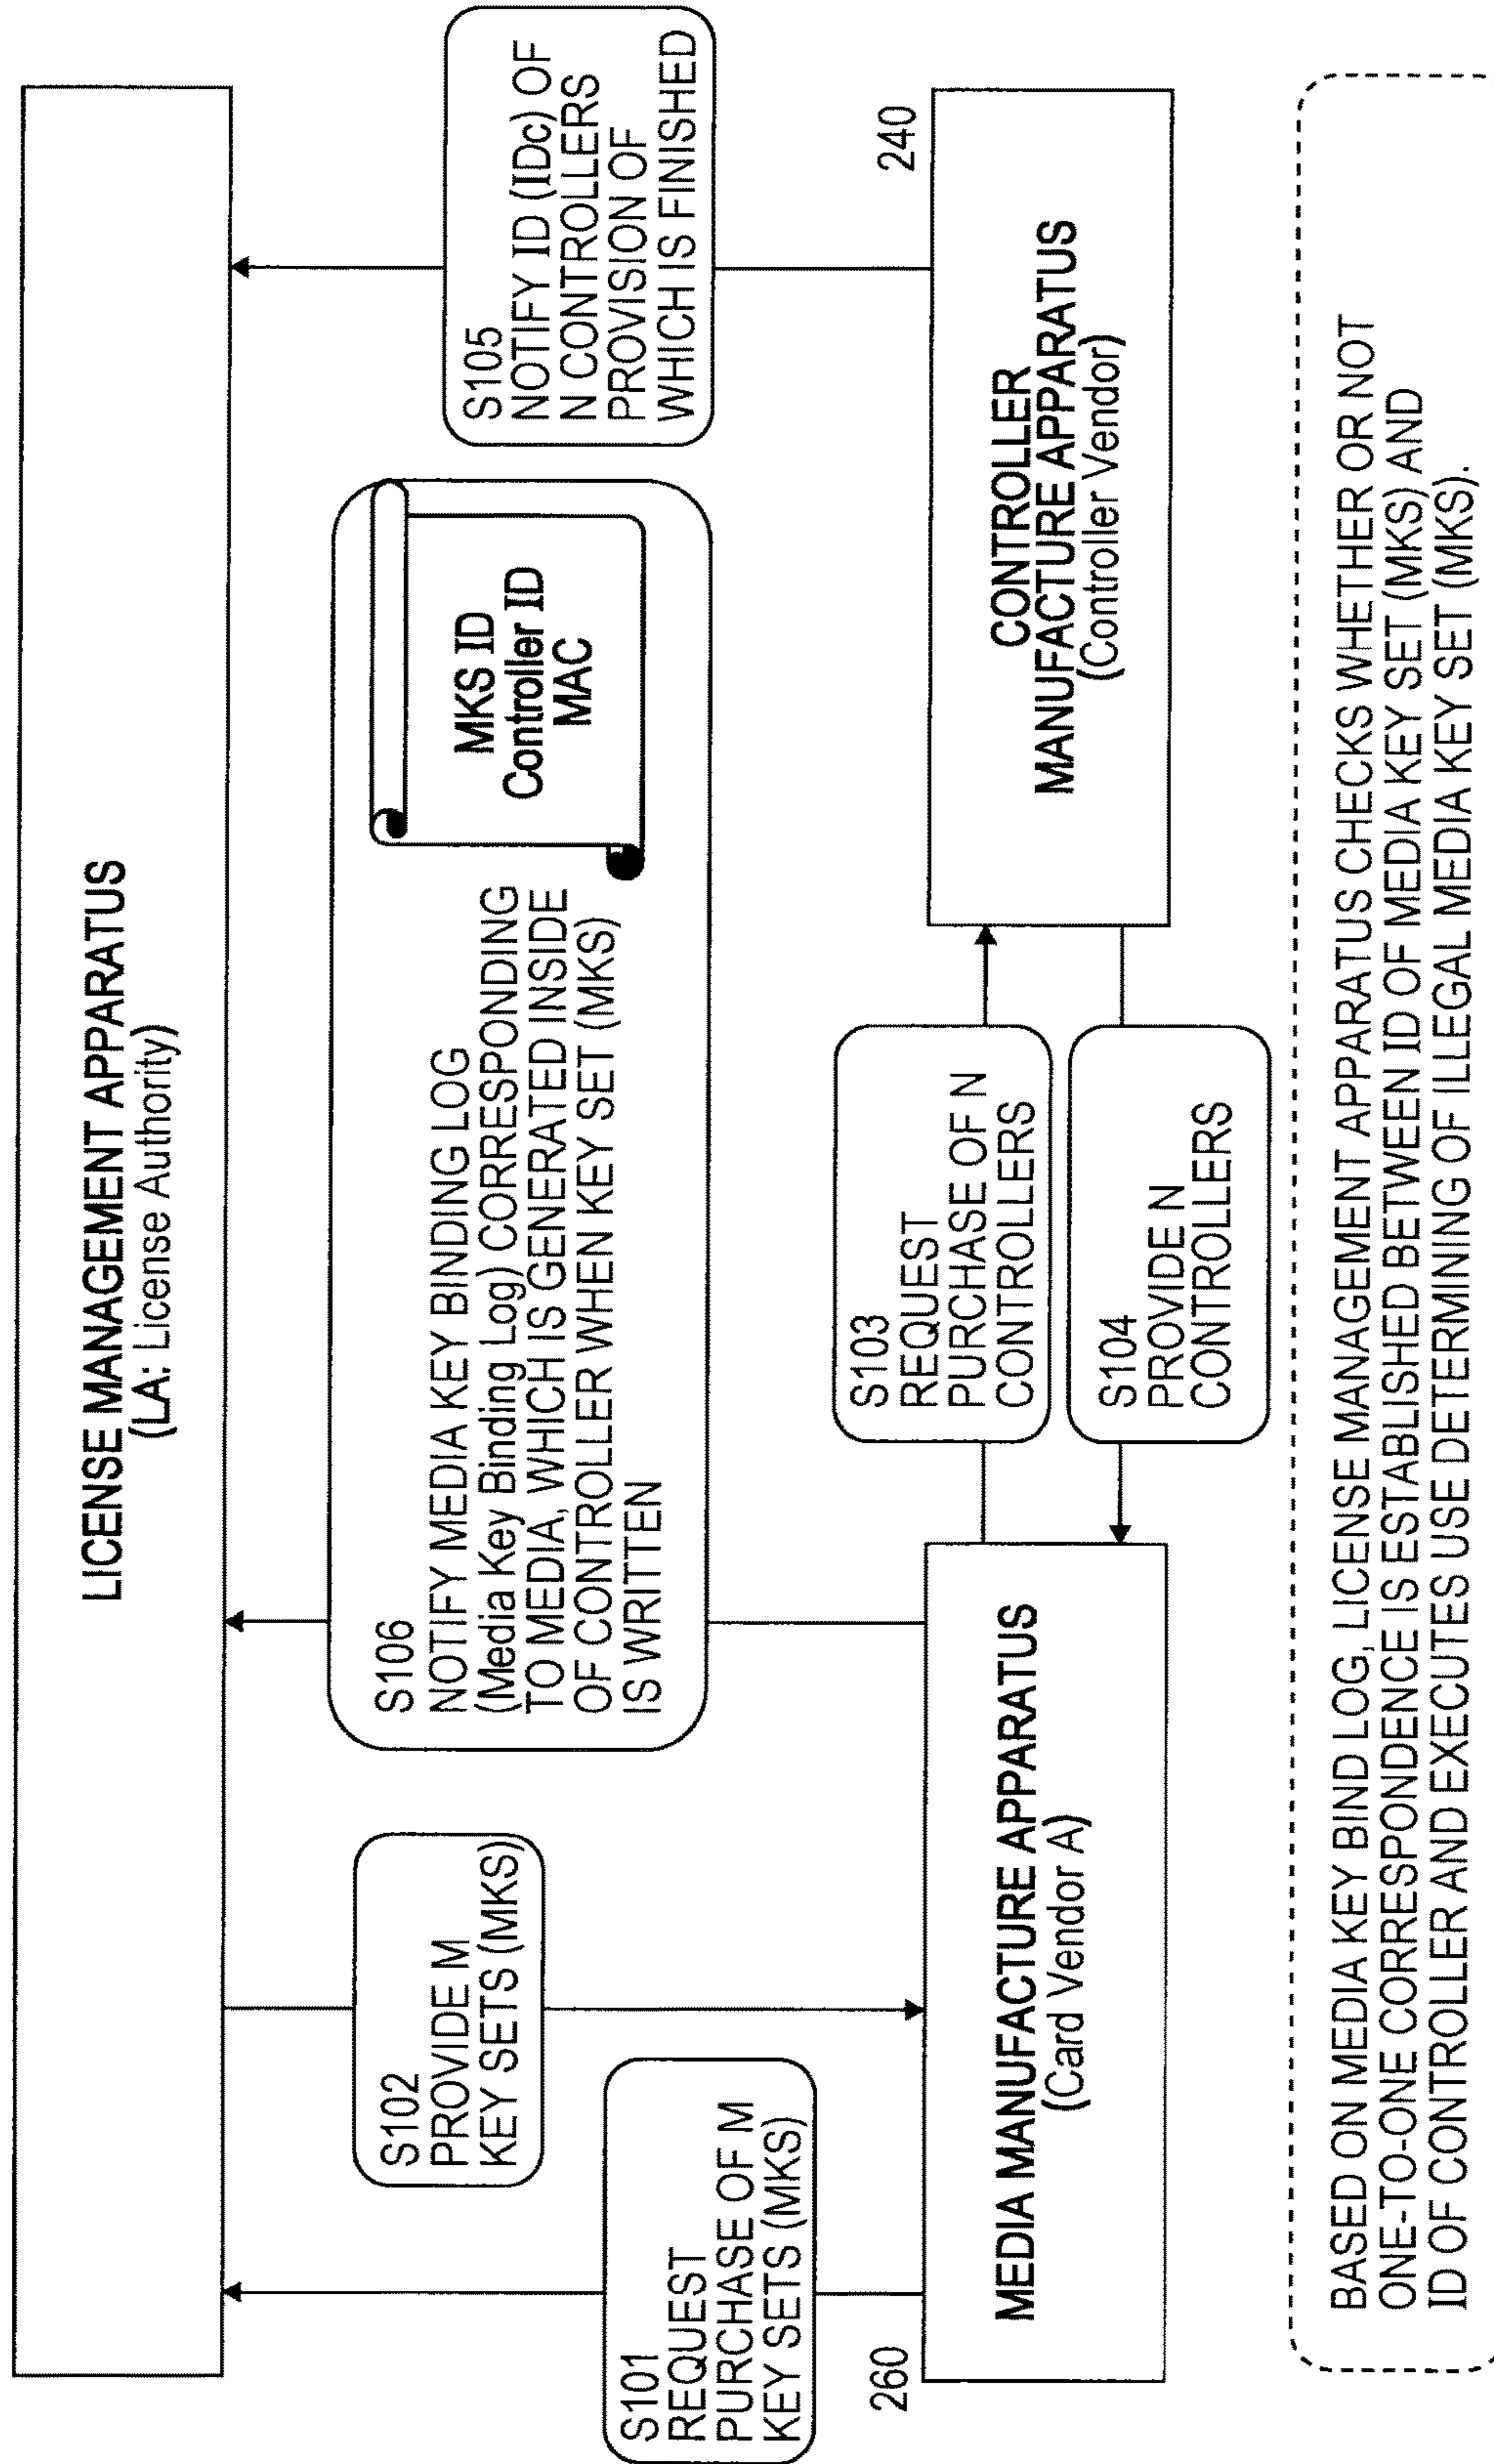 LICENSE MANAGEMENT APPARATUS
(LA: License Authority)
S101
REQUEST
PURCHASE OF M
KEY SETS (MKS)
S102
PROVIDE M
KEY SETS (MKS)
S106
NOTIFY MEDIA KEY BINDING LOG
(Media Key Binding Log) CORRESPONDING
TO MEDIA, WHICH IS GENERATED INSIDE
OF CONTROLLER WHEN KEY SET (MKS)
IS WRITTEN
MKS ID
Controller ID
MAC
S105
NOTIFY ID (IDc) OF
N CONTROLLERS
PROVISION OF
WHICH IS FINISHED
260
MEDIA MANUFACTURE APPARATUS
(Card Vendor A)
S103
REQUEST
PURCHASE OF N
CONTROLLERS
S104
PROVIDE N
CONTROLLERS
240
CONTROLLER
MANUFACTURE APPARATUS
(Controller Vendor)
BASED ON MEDIA KEY BIND LOG, LICENSE MANAGEMENT APPARATUS CHECKS WHETHER OR NOT
ONE-TO-ONE CORRESPONDENCE IS ESTABLISHED BETWEEN ID OF MEDIA KEY SET (MKS) AND
ID OF CONTROLLER AND EXECUTES USE DETERMINING OF ILLEGAL MEDIA KEY SET (MKS).